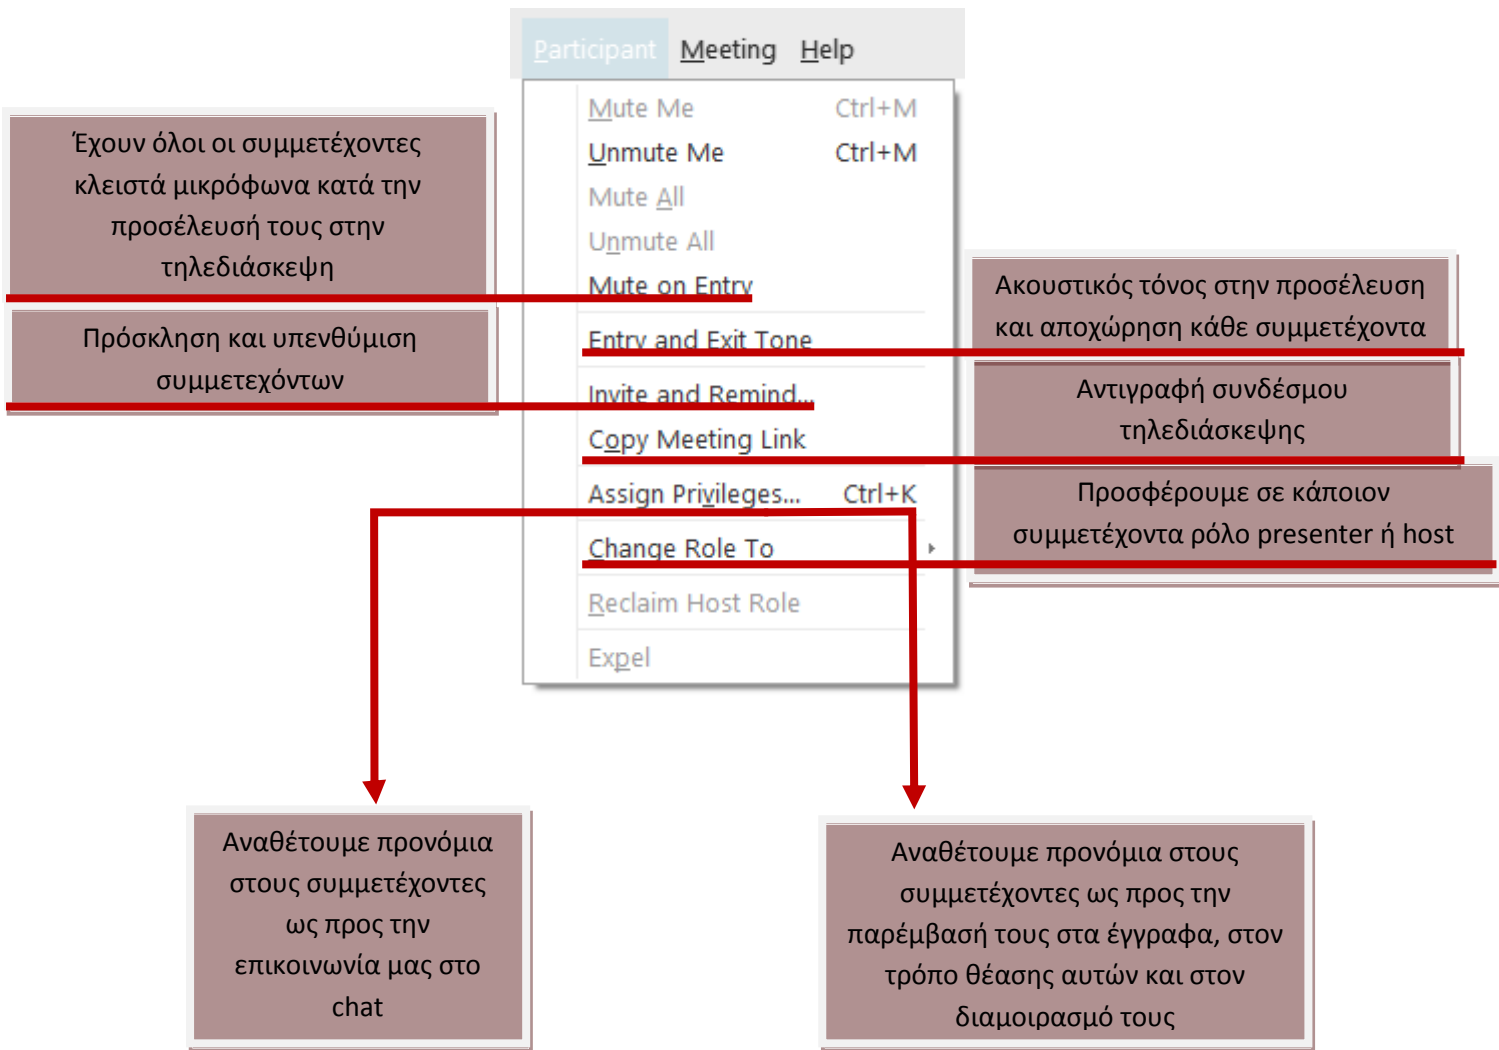 Participant Meeting Help
Mute Me Ctrl+M
Unmute Me Ctrl+M
Mute All
Unmute All
Mute on Entry
Entry and Exit Tone
Invite and Remind...
Copy Meeting Link
Assign Privileges... Ctrl+K
Change Role To
Reclaim Host Role
Expel
Έχουν όλοι οι συμμετέχοντες
κλειστά μικρόφωνα κατά την
προσέλευσή τους στην
τηλεδιάσκεψη
Πρόσκληση και υπενθύμιση
συμμετεχόντων
Ακουστικός τόνος στην προσέλευση
και αποχώρηση κάθε συμμετέχοντα
Αντιγραφή συνδέσμου
τηλεδιάσκεψης
Προσφέρουμε σε κάποιον
συμμετέχοντα ρόλο presenter ή host
Αναθέτουμε προνόμια
στους συμμετέχοντες
ως προς την
επικοινωνία μας στο
chat
Αναθέτουμε προνόμια στους
συμμετέχοντες ως προς την
παρέμβασή τους στα έγγραφα, στον
τρόπο θέασης αυτών και στον
διαμοιρασμό τους